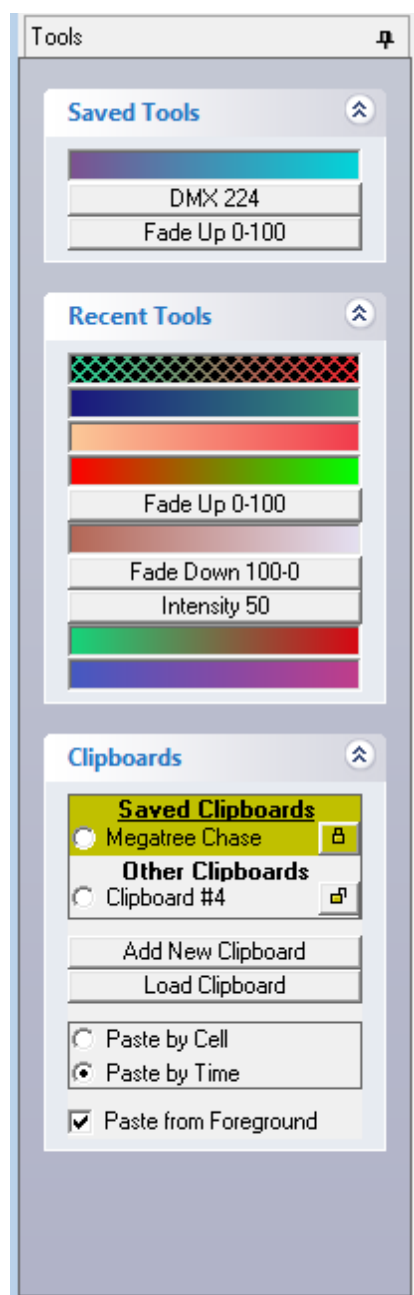 Tools
Saved Tools
DMX 224
Fade Up 0-100
Recent Tools
Fade Up 0-100
Fade Down 100-0
Intensity 50
Clipboards
Saved Clipboards
Megatree Chase
Other Clipboards
Clipboard #4
Add New Clipboard
Load Clipboard
Paste by Cell
Paste by Time
Paste from Foreground